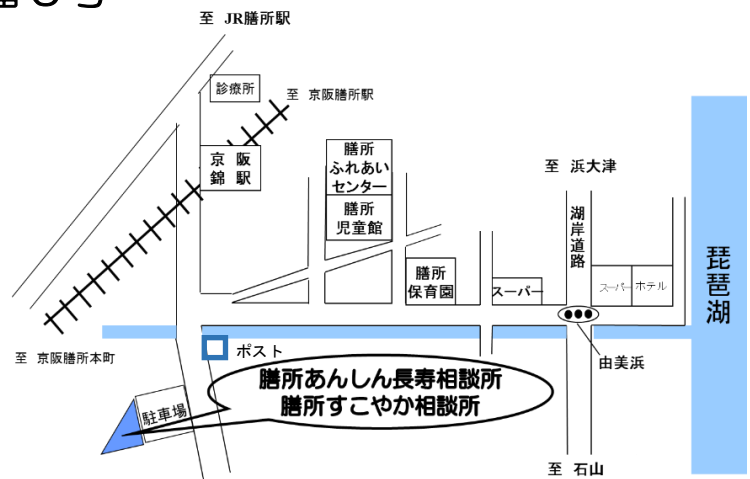 至 JR膳所駅
診療所
至 京阪膳所駅
京 阪
錦 駅
膳所
ふれあい
センター
膳所
児童館
至 浜大津
湖岸道路
膳所
保育園
スーパー
スーパー
ホテル
琵琶湖
至 京阪膳所本町
ポスト
由美浜
膳所あんしん長寿相談所
膳所すこやか相談所
駐車場
至 石山